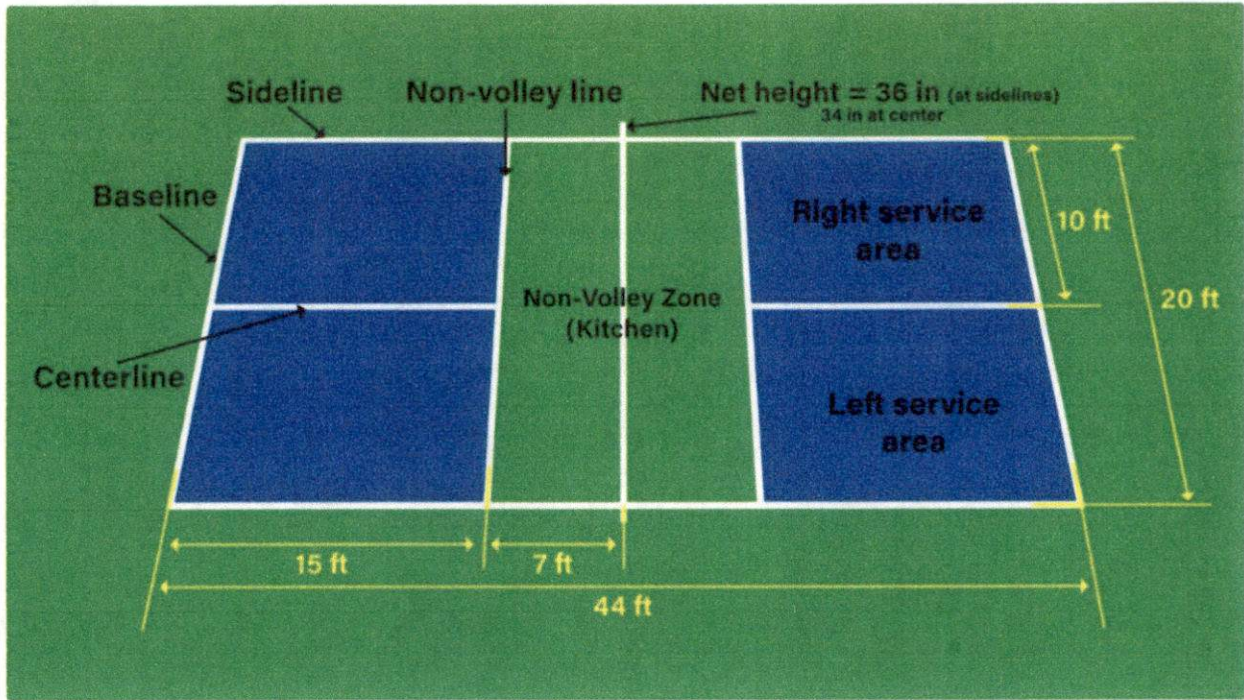 Sideline
Non-volley line
Net height = 36 in (at sidelines)
34 in at center
Baseline
Right service
area
10 ft
20 ft
Non-Volley Zone
(Kitchen)
Centerline
Left service
area
15 ft
7 ft
44 ft